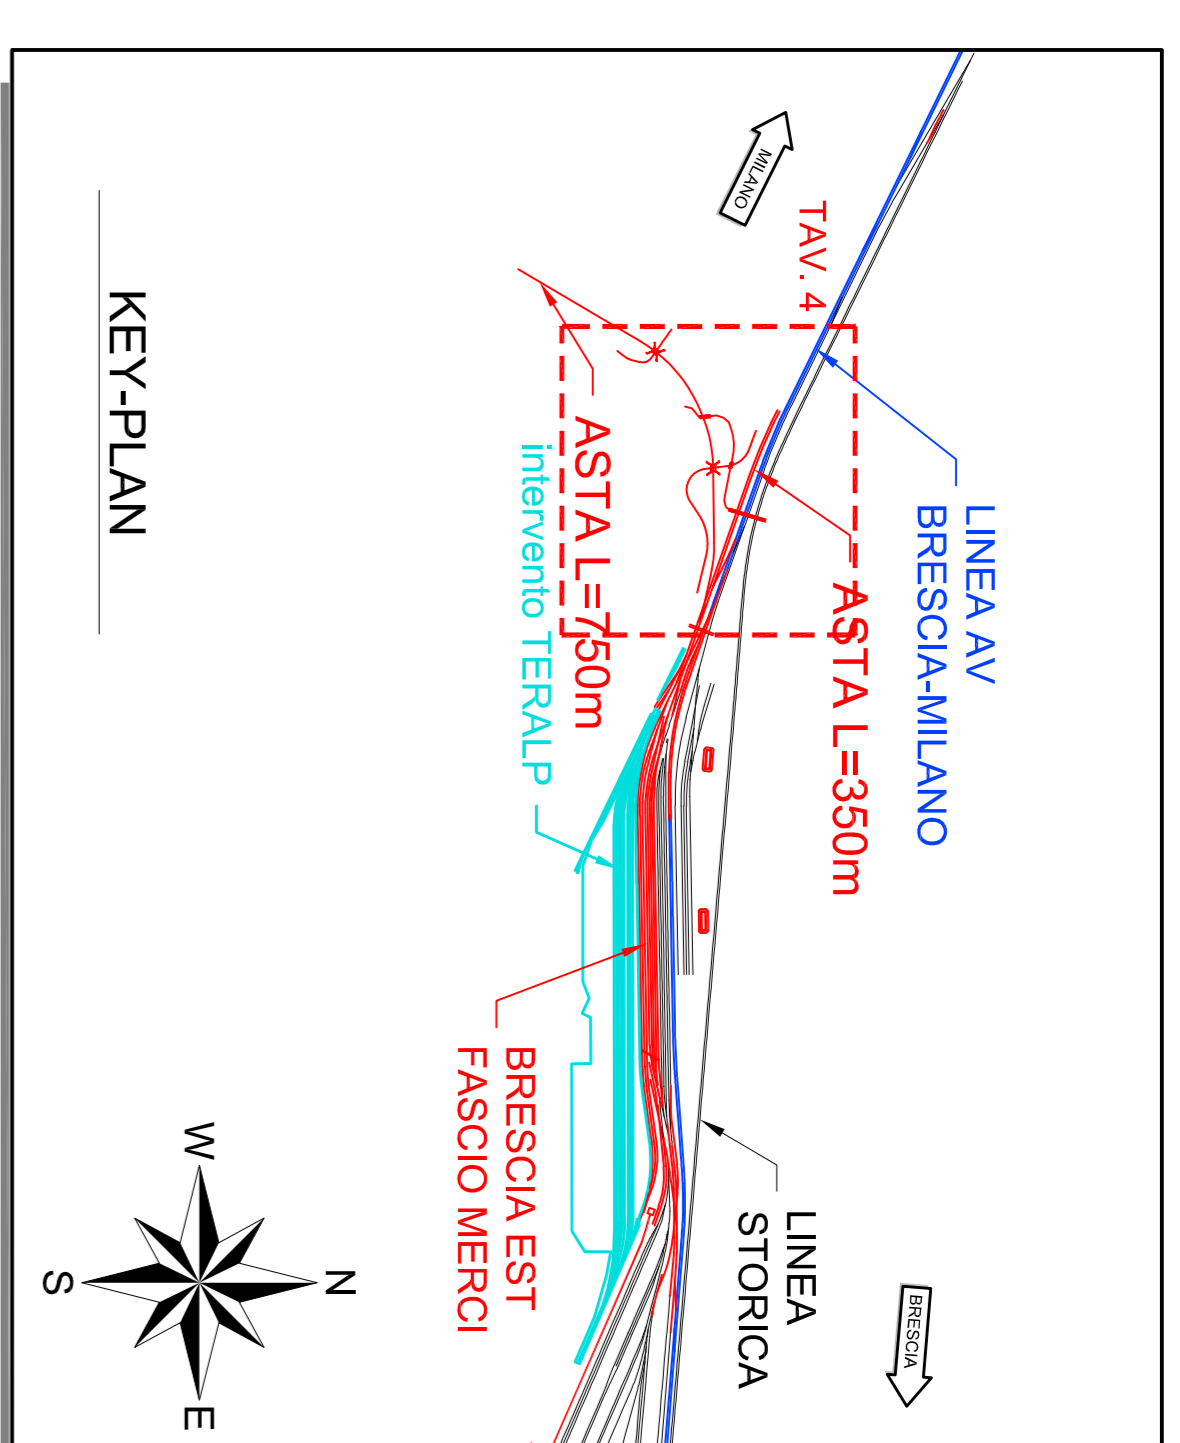 MILANO
TAV. 4
LINEA AV
BRESCIA-MILANO
ASTA L=350m
ASTA L=750m
intervento TERALP
KEY-PLAN
BRESCIA EST
FASCIO MERCI
LINEA
STORICA
BRESCIA
N
W
E
S